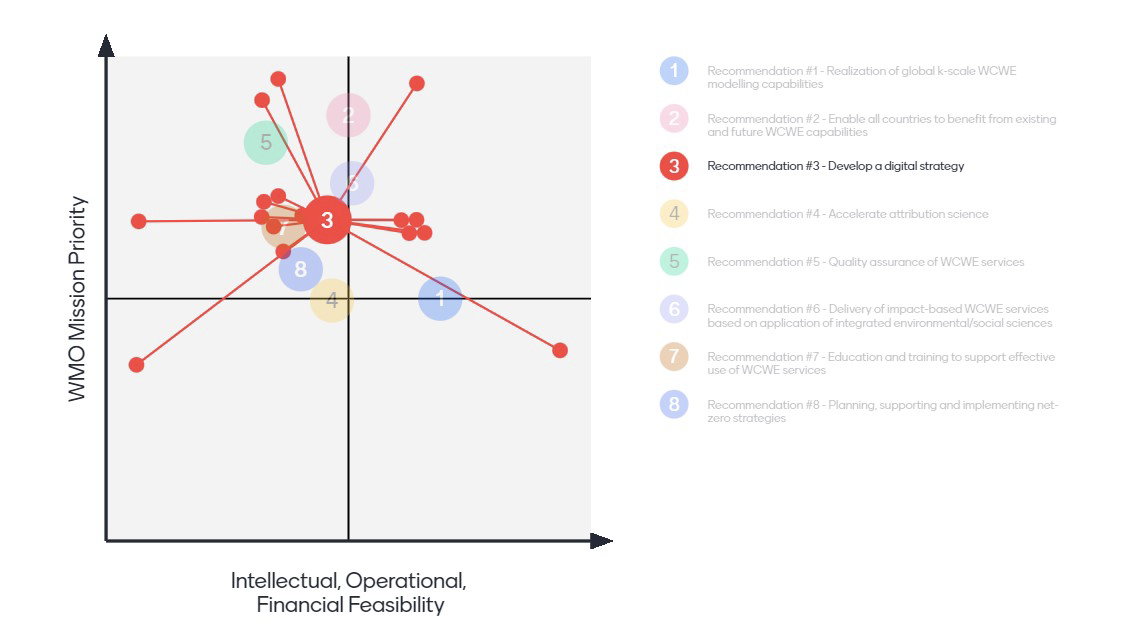 WMO Mission Priority
5
2
6
3
7
8
4
1
Intellectual, Operational,
Financial Feasibility
1
Recommendation #1 - Realization of global k-scale WCWE
modelling capabilities
2
Recommendation #2 - Enable all countries to benefit from existing
and future WCWE capabilities
3
Recommendation #3 - Develop a digital strategy
4
Recommendation #4 - Accelerate attribution science
5
Recommendation #5 - Quality assurance of WCWE services
6
Recommendation #6 - Delivery of impact-based WCWE services
based on application of integrated environmental/social sciences
7
Recommendation #7 - Education and training to support effective
use of WCWE services
8
Recommendation #8 - Planning, supporting and implementing net-
zero strategies